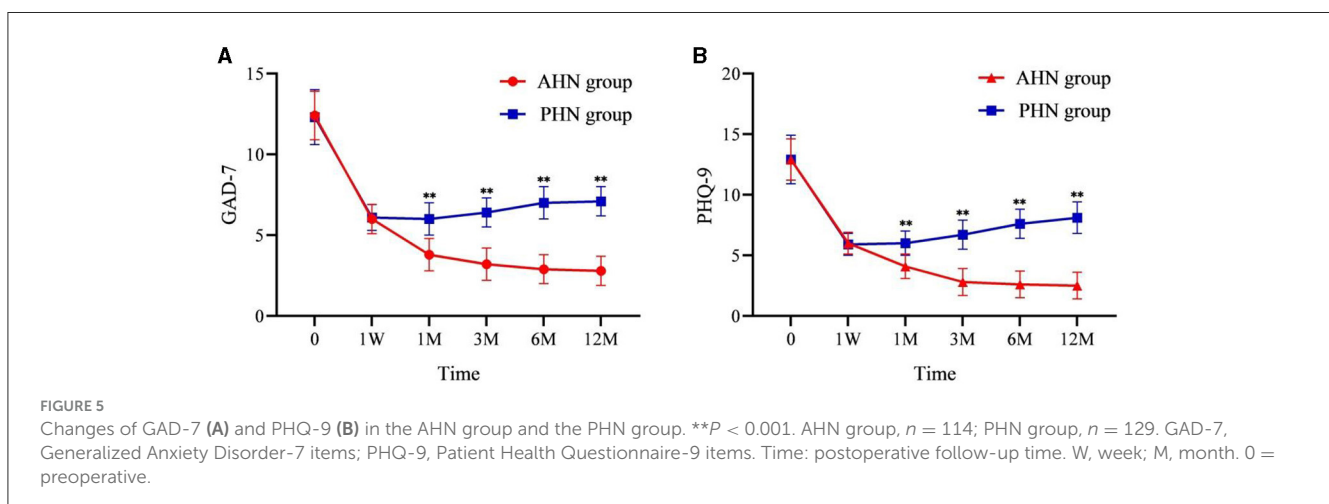 A
B
15
10
5
0
GAD-7
AHN group
PHN group
**
**
**
**
0 1W 1M 3M 6M 12M
Time
20
15
10
5
0
PHQ-9
AHN group
PHN group
**
**
**
**
0 1W 1M 3M 6M 12M
Time
FIGURE 5
Changes of GAD-7 (A) and PHQ-9 (B) in the AHN group and the PHN group. **P < 0.001. AHN group, n = 114; PHN group, n = 129. GAD-7,
Generalized Anxiety Disorder-7 items; PHQ-9, Patient Health Questionnaire-9 items. Time: postoperative follow-up time. W, week; M, month. 0 =
preoperative.